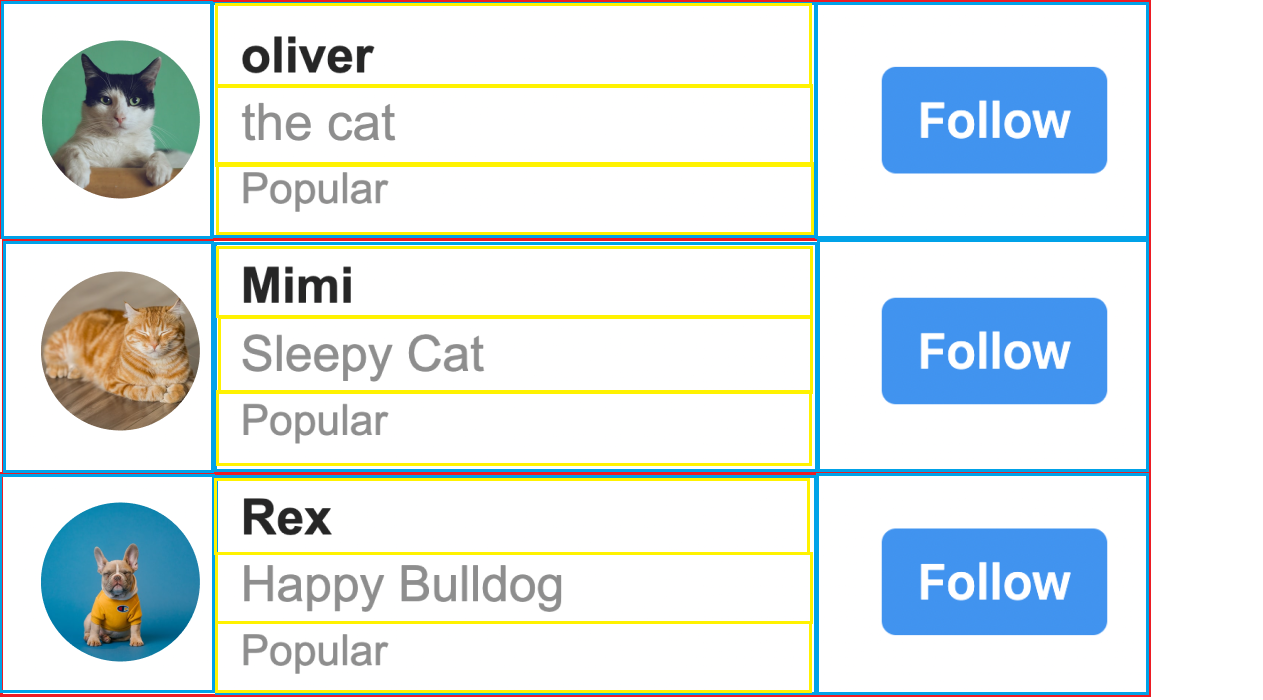 oliver
the cat
Popular
Follow
Mimi
Sleepy Cat
Popular
Follow
Rex
Happy Bulldog
Popular
Follow